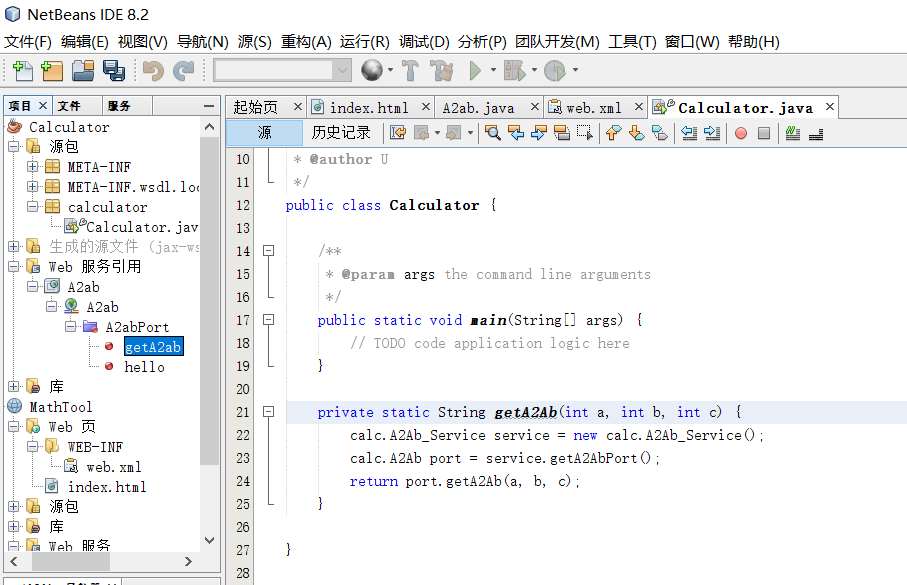 NetBeans IDE 8.2
文件(F) 编辑(E) 视图(V) 导航(N) 源(S) 重构(A) 运行(R) 调试(D) 分析(P) 团队开发(M) 工具(T) 窗口(W) 帮助(H)
项目 × 文件 服务
起始页 × index.html × A2ab.java × web.xml × Calculator.java ×
源 历史记录
Calculator
源包
META-INF
META-INF.wsdl.loc
calculator
Calculator.jav
生成的源文件 (jax-ws
Web 服务引用
A2ab
A2ab
A2abPort
getA2ab
hello
库
MathTool
Web 页
WEB-INF
web.xml
index.html
源包
库
Web 服务
10 * @author U
11 */
12 public class Calculator {
13
14 /**
15 * @param args the command line arguments
16 */
17 public static void main(String[] args) {
18 // TODO code application logic here
19 }
20
21 private static String getA2Ab(int a, int b, int c) {
22 calc.A2Ab_Service service = new calc.A2Ab_Service();
23 calc.A2Ab port = service.getA2AbPort();
24 return port.getA2Ab(a, b, c);
25 }
26
27 }
28